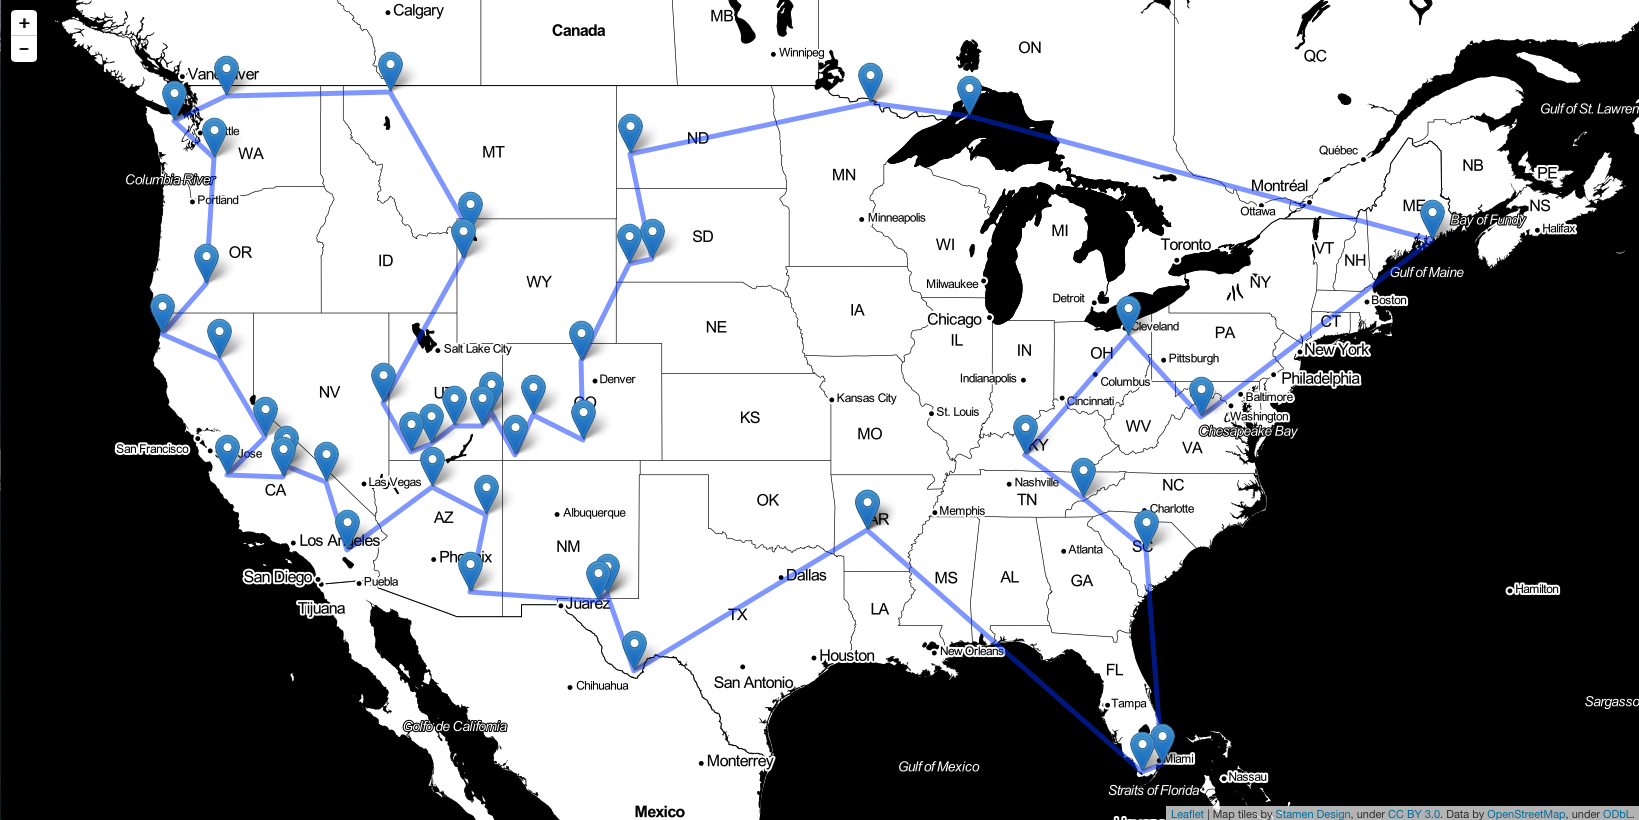 +
−
Calgary
Canada
MB
Winnipeg
ON
QC
Gulf of St. Lawren
Québec
NB
PE
NS
Halifax
ME
Bay of Fundy
Gulf of Maine
Montréal
Ottawa
VT
NH
Boston
CT
NY
Toronto
WA
Columbia River
Portland
OR
ID
MT
ND
MN
Minneapolis
SD
WI
MI
Milwaukee
Detroit
Chicago
WY
NE
IA
IL
IN
OH
Cleveland
PA
Pittsburgh
New York
Philadelphia
Baltimore
Washington
Chesapeake Bay
Salt Lake City
NV
Denver
CO
KS
Kansas City
MO
St. Louis
Indianapolis
Columbus
Cincinnati
WV
VA
KY
San Francisco
Jose
CA
Las Vegas
AZ
Albuquerque
NM
OK
AR
Memphis
Nashville
TN
NC
Charlotte
SC
Atlanta
GA
AL
MS
LA
Los Angeles
San Diego
Tijuana
Puebla
Juarez
Dallas
TX
Houston
San Antonio
New Orleans
FL
Tampa
Miami
Nassau
Straits of Florida
Gulf of Mexico
Hamilton
Sargasso
Chihuahua
Golfo de California
Monterrey
Mexico
Leaflet | Map tiles by Stamen Design, under CC BY 3.0. Data by OpenStreetMap, under ODbL.